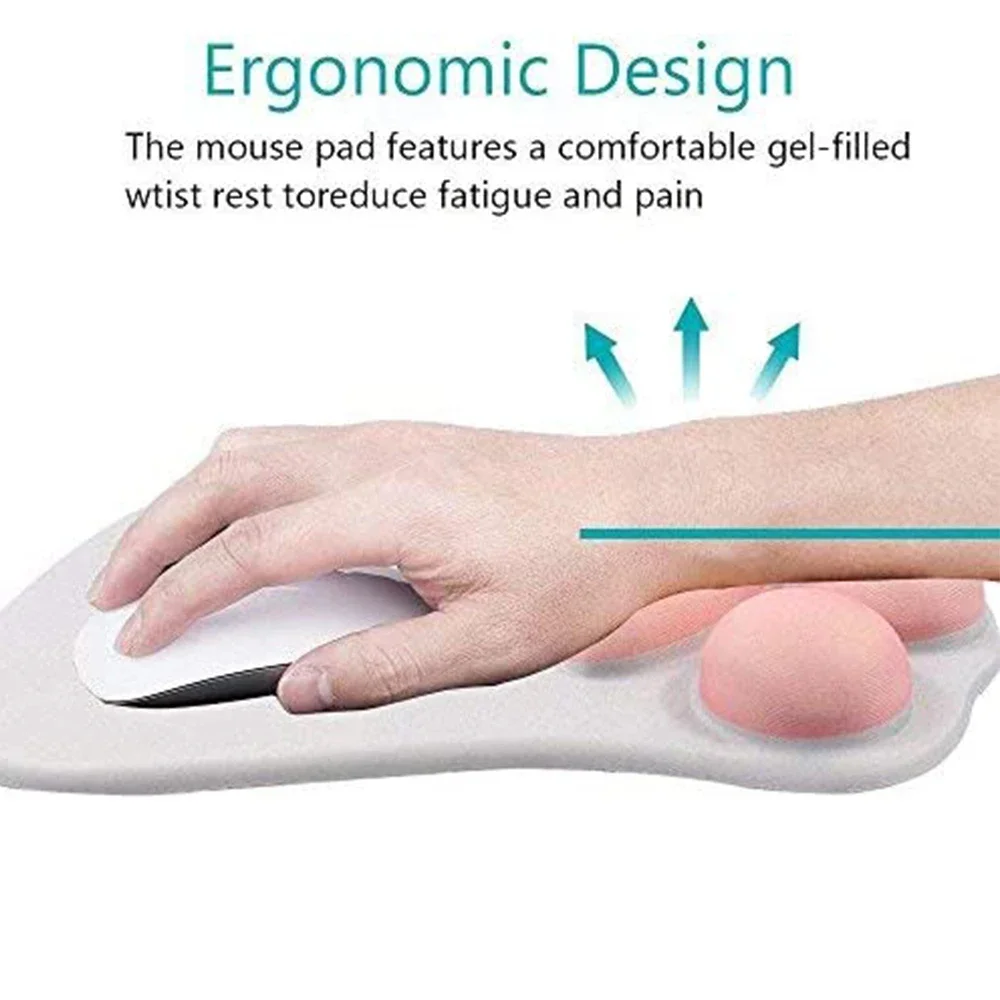 Ergonomic Design
The mouse pad features a comfortable gel-filled
wtist rest toreduce fatigue and pain